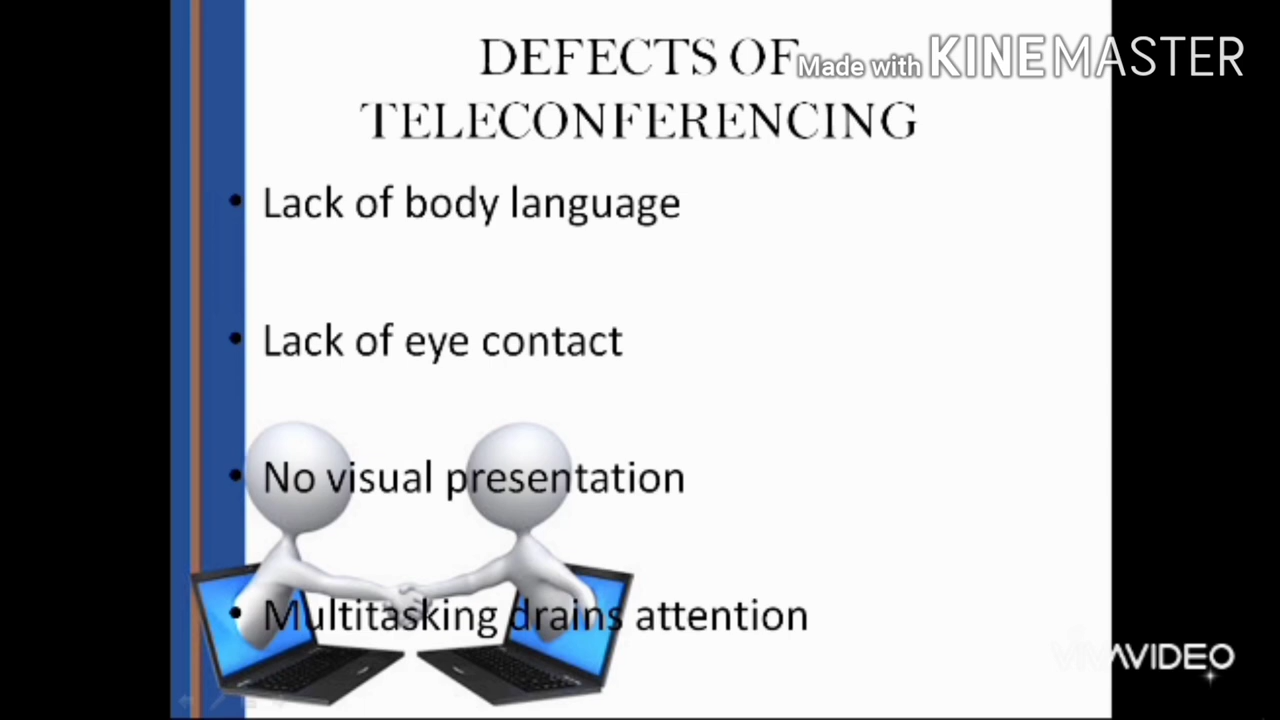 DEFECTS OF
Made with KINEMASTER
TELECONFERENCING
• Lack of body language
• Lack of eye contact
• No visual presentation
• Multitasking drains attention
VIVAVIDEO